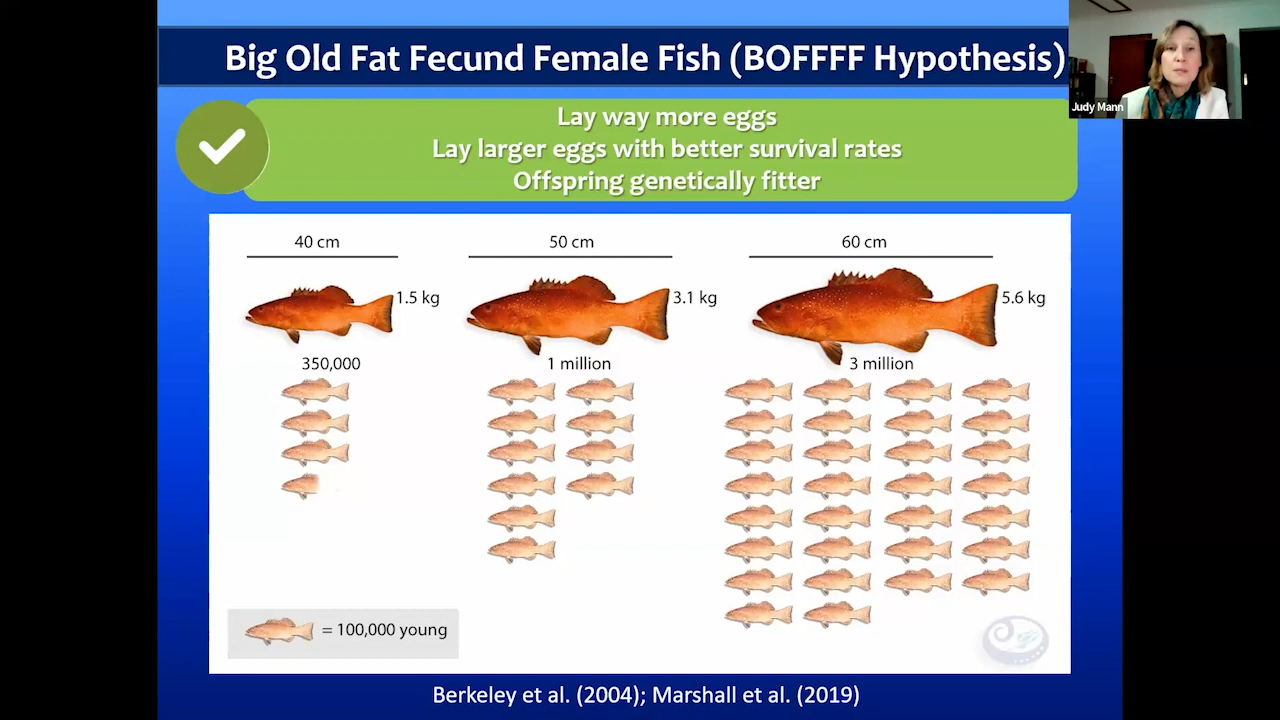 Big Old Fat Fecund Female Fish (BOFFFF Hypothesis)
Judy Mann
Lay way more eggs
Lay larger eggs with better survival rates
Offspring genetically fitter
40 cm
50 cm
60 cm
1.5 kg
3.1 kg
5.6 kg
350,000
1 million
3 million
= 100,000 young
Berkeley et al. (2004); Marshall et al. (2019)